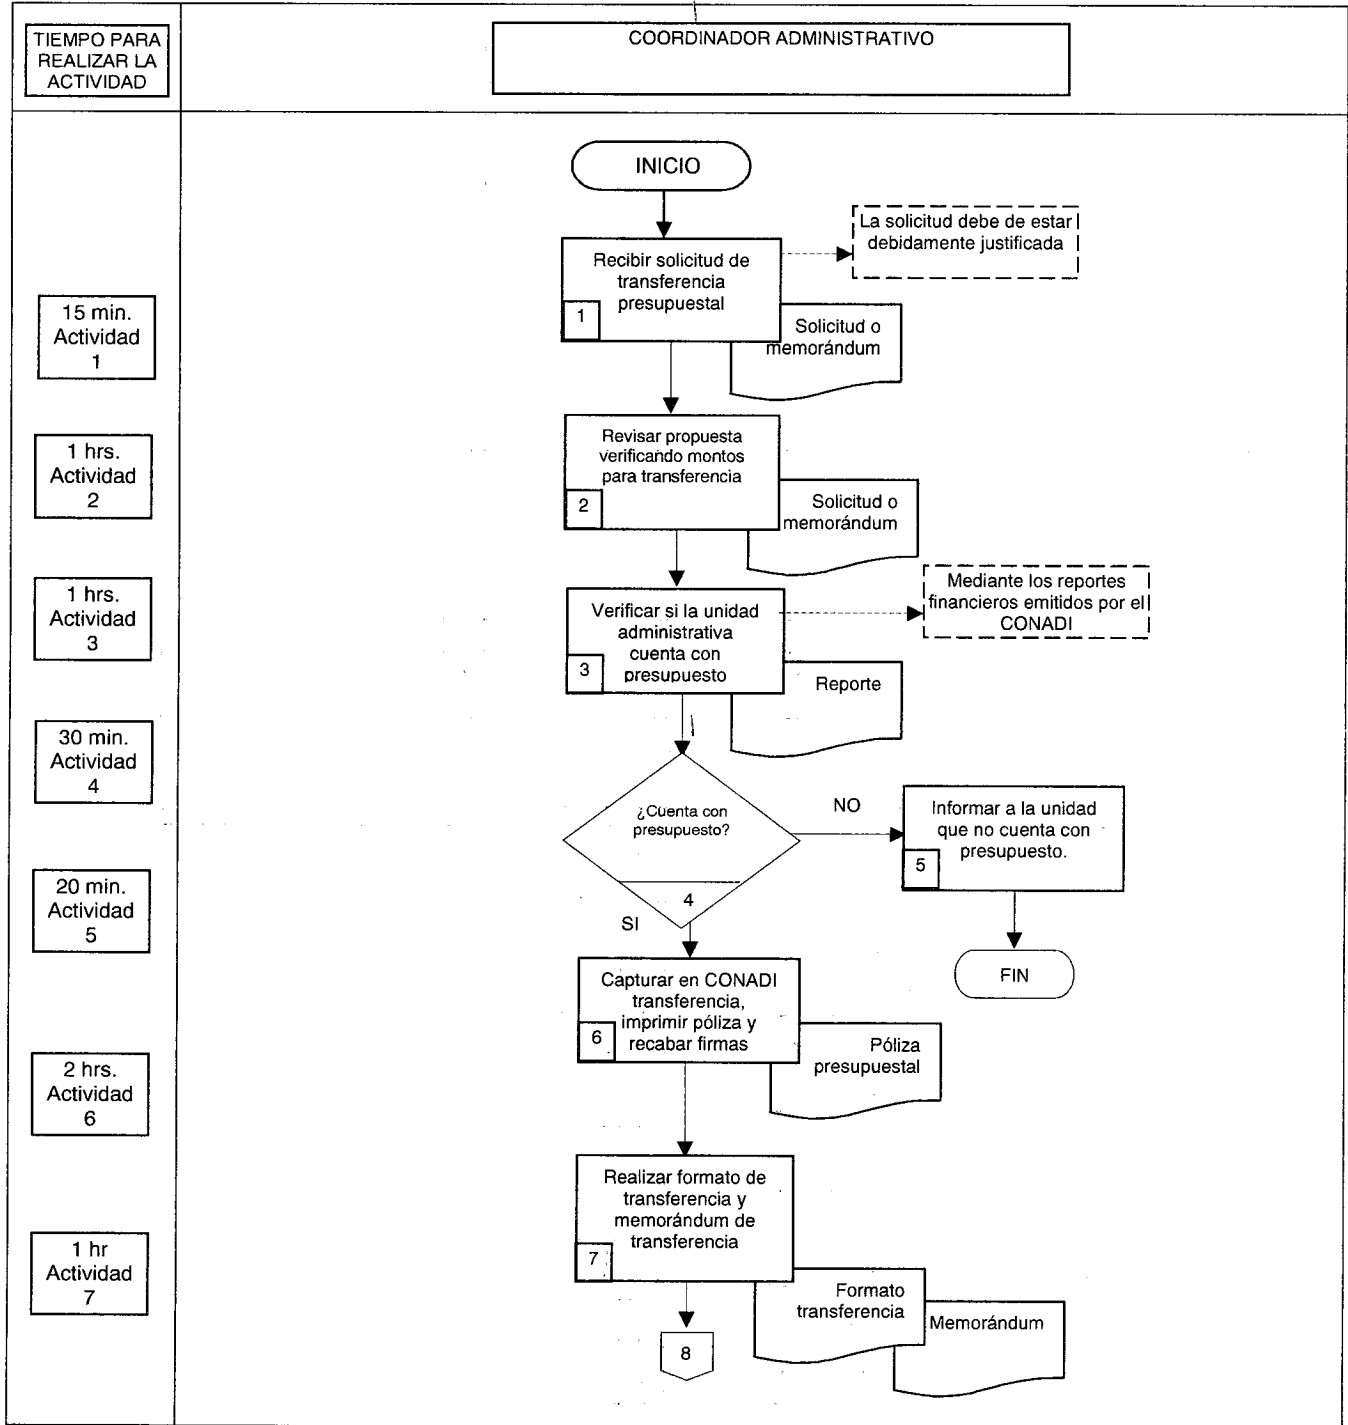 TIEMPO PARA
REALIZAR LA
ACTIVIDAD
COORDINADOR ADMINISTRATIVO
INICIO
La solicitud debe de estar
debidamente justificada
Recibir solicitud de
transferencia
presupuestal
1
Solicitud o
memorándum
15 min.
Actividad
1
Revisar propuesta
verificando montos
para transferencia
2
Solicitud o
memorándum
1 hrs.
Actividad
2
Mediante los reportes
financieros emitidos por el
CONADI
Verificar si la unidad
administrativa
cuenta con
presupuesto
3
Reporte
1 hrs.
Actividad
3
30 min.
Actividad
4
¿Cuenta con
presupuesto?
4
NO
SI
Informar a la unidad
que no cuenta con
presupuesto.
5
FIN
20 min.
Actividad
5
Capturar en CONADI
transferencia,
imprimir póliza y
recabar firmas
6
Póliza
presupuestal
2 hrs.
Actividad
6
Realizar formato de
transferencia y
memorándum de
transferencia
7
Formato
transferencia
Memorándum
1 hr
Actividad
7
8